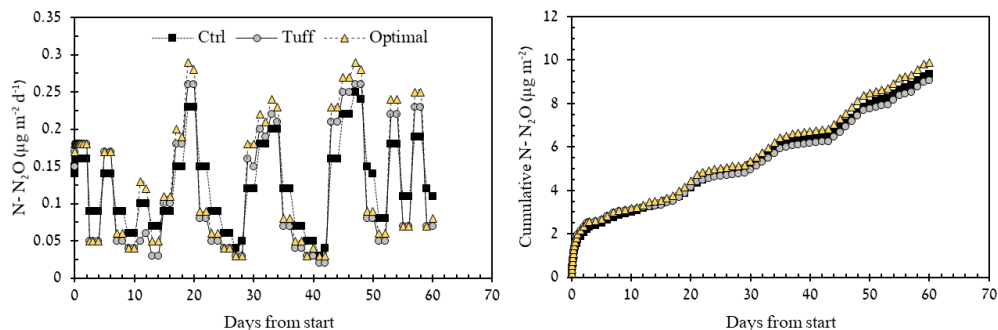 0.35
0.3
0.25
0.2
0.15
0.1
0.05
0
N- N₂O (µg m⁻² d⁻¹)
Ctrl Tuff Optimal
0 10 20 30 40 50 60 70
Days from start
12
10
8
6
4
2
0
Cumulative N- N₂O (µg m⁻²)
0 10 20 30 40 50 60 70
Days from start